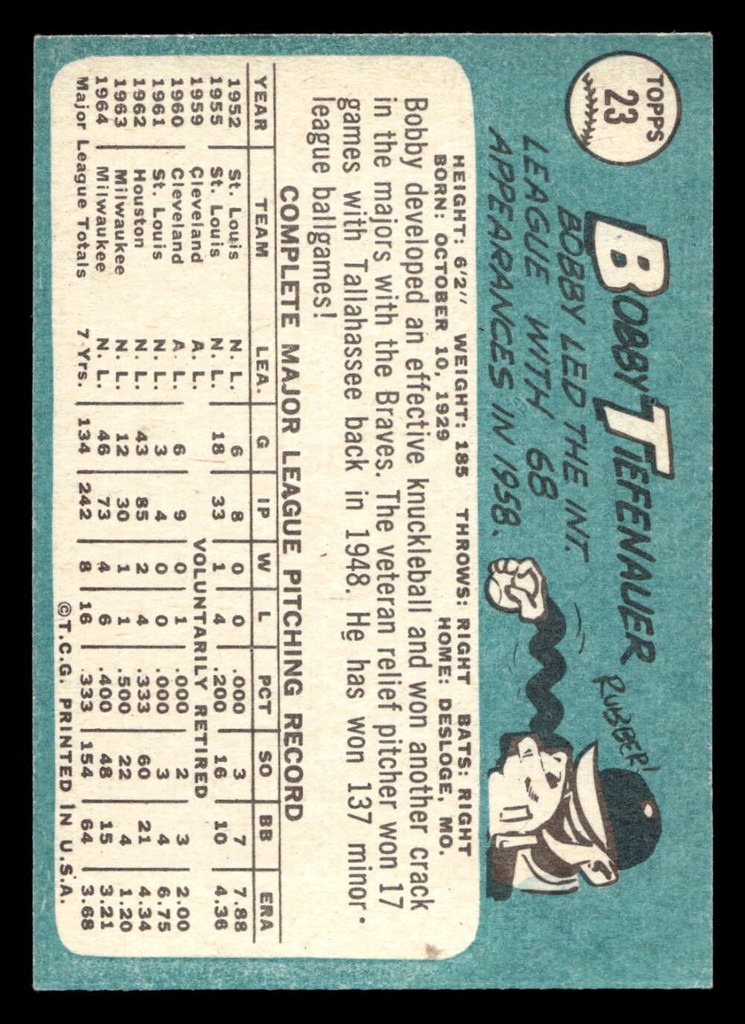 TOPPS
23
BOBBY TIEFENAUER
BOBBY LED THE INT.
LEAGUE WITH 68
APPEARANCES IN 1958.
RUBBER!
HEIGHT: 6'2" WEIGHT: 185 THROWS: RIGHT BATS: RIGHT
BORN: OCTOBER 10, 1929 HOME: DESLOGE, MO.
Bobby developed an effective knuckleball and won another crack
in the majors with the Braves. The veteran relief pitcher won 17
games with Tallahassee back in 1948. He has won 137 minor-
league ballgames!
COMPLETE MAJOR LEAGUE PITCHING RECORD
YEAR TEAM LEA. G IP W L PCT SO BB ERA
1952 St. Louis N. L. 6 8 0 0 .000 3 7 7.88
1955 St. Louis N. L. 18 33 1 4 .200 16 10 4.36
1959 Cleveland A. L. VOLUNTARILY RETIRED
1960 Cleveland A. L. 6 9 0 1 .000 2 3 2.00
1961 St. Louis N. L. 3 4 0 0 .000 3 4 6.75
1962 Houston N. L. 43 85 2 4 .333 60 21 4.34
1963 Milwaukee N. L. 12 30 1 1 .500 22 4 1.20
1964 Milwaukee N. L. 46 73 4 6 .400 48 15 3.21
Major League Totals 7 Yrs. 134 242 8 16 .333 154 64 3.68
©T.C.G. PRINTED IN U.S.A.